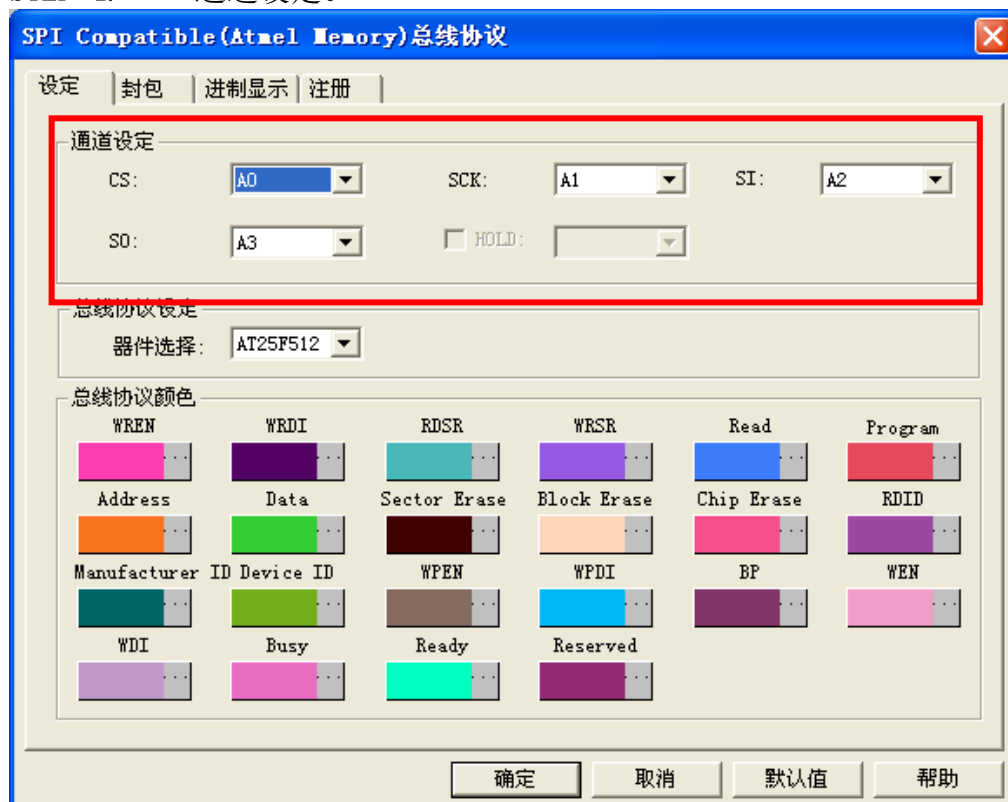 SPI Compatible(Atmel Memory)总线协议
设定 封包 进制显示 注册
通道设定
CS: A0 SCK: A1 SI: A2
SO: A3 HOLD:
总线协议设定
器件选择: AT25F512
总线协议颜色
WREN WRDI RDSR WRSR Read Program
Address Data Sector Erase Block Erase Chip Erase RDID
Manufacturer ID Device ID WPEN WPDI BP WEN
WDI Busy Ready Reserved
确定 取消 默认值 帮助